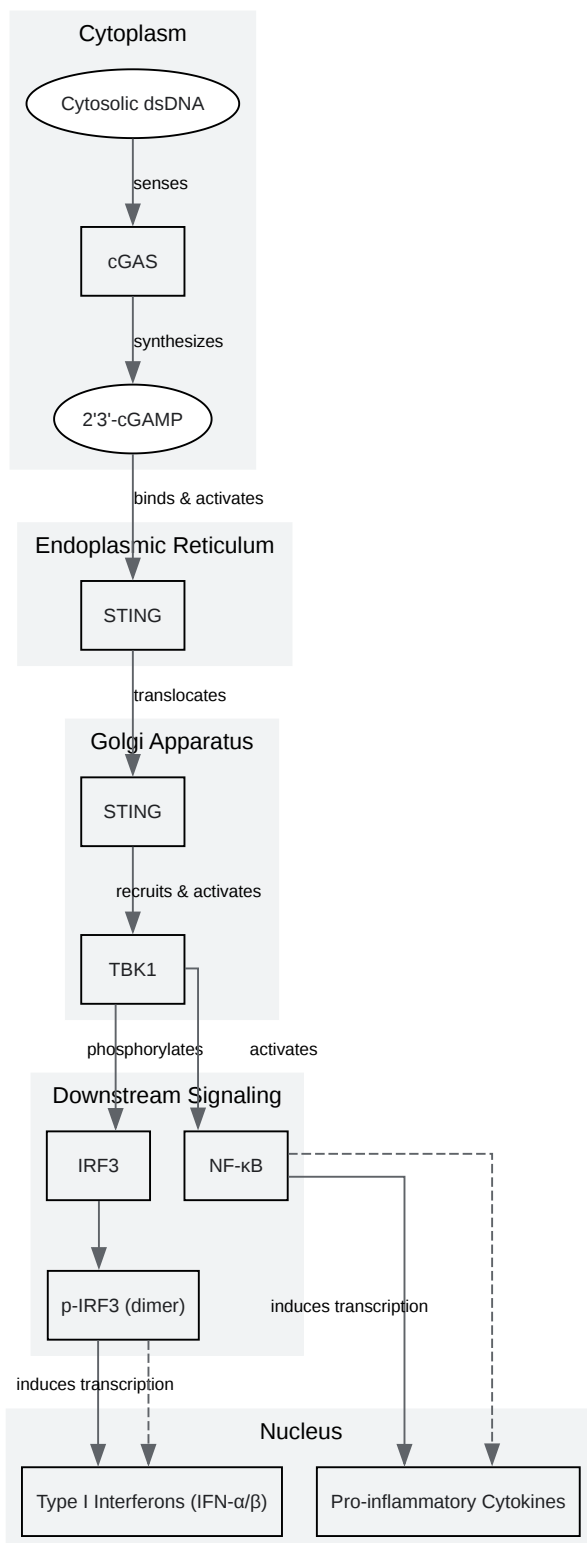 Cytoplasm
Cytosolic dsDNA
senses
cGAS
synthesizes
2'3'-cGAMP
binds & activates
Endoplasmic Reticulum
STING
translocates
Golgi Apparatus
STING
recruits & activates
TBK1
phosphorylates
activates
Downstream Signaling
IRF3
NF-κB
p-IRF3 (dimer)
induces transcription
induces transcription
Nucleus
Type I Interferons (IFN-α/β)
Pro-inflammatory Cytokines